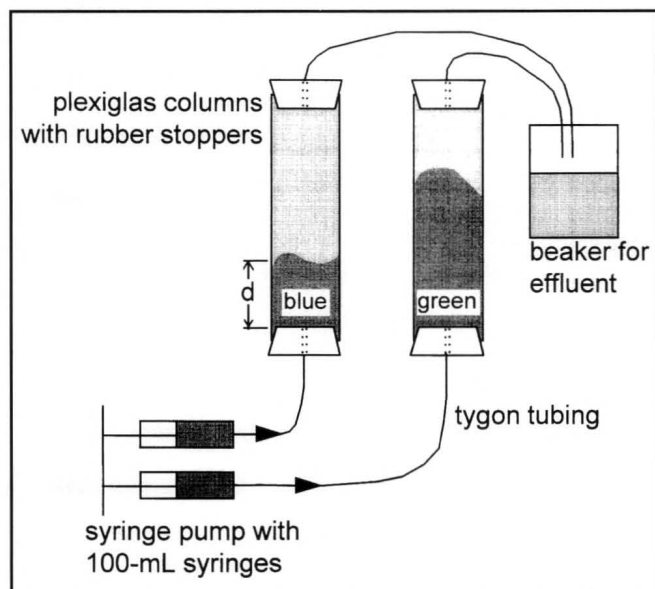 plexiglas columns
with rubber stoppers
beaker for
effluent
d
blue
green
tygon tubing
syringe pump with
100-mL syringes